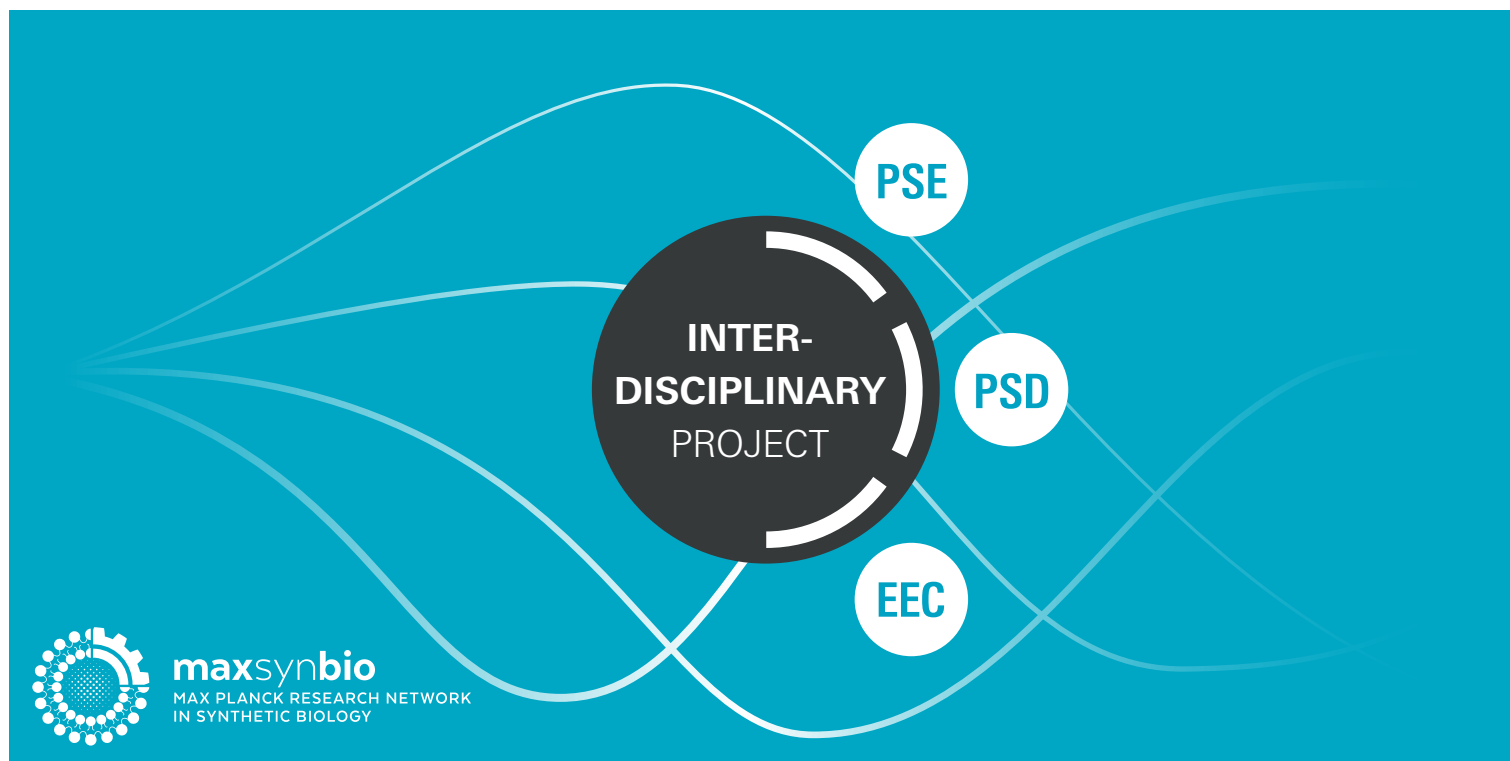 PSE
INTER-
DISCIPLINARY
PROJECT
PSD
EEC
maxsynbio
MAX PLANCK RESEARCH NETWORK
IN SYNTHETIC BIOLOGY